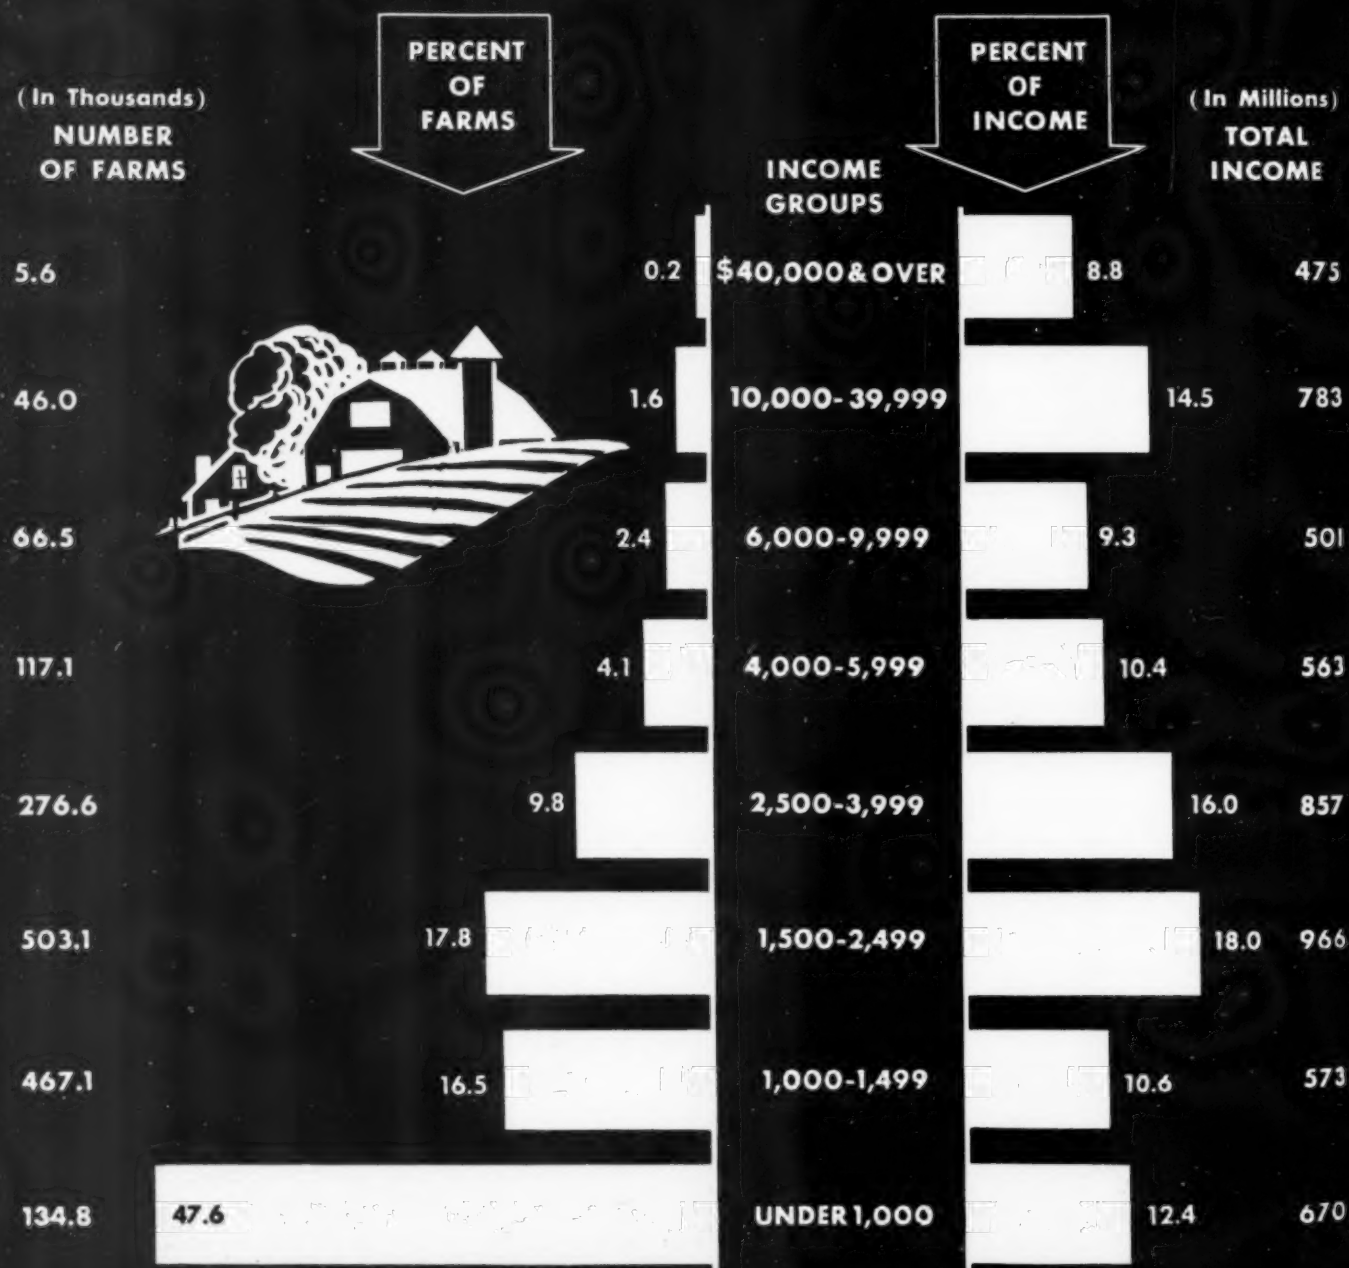 PERCENT
OF
FARMS
PERCENT
OF
INCOME
(In Thousands)
NUMBER
OF FARMS
INCOME
GROUPS
(In Millions)
TOTAL
INCOME
5.6 0.2 $40,000 & OVER 8.8 475
46.0 1.6 10,000-39,999 14.5 783
66.5 2.4 6,000-9,999 9.3 501
117.1 4.1 4,000-5,999 10.4 563
276.6 9.8 2,500-3,999 16.0 857
503.1 17.8 1,500-2,499 18.0 966
467.1 16.5 1,000-1,499 10.6 573
134.8 47.6 UNDER 1,000 12.4 670